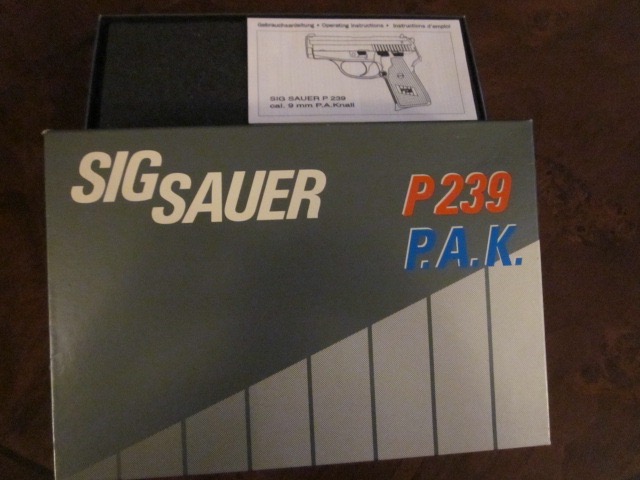 Gebrauchsanleitung • Operating Instructions • Instructions d'emploi
SIG SAUER P 239
cal. 9 mm P.A.Knall
SIG SAUER
P 239
P.A.K.